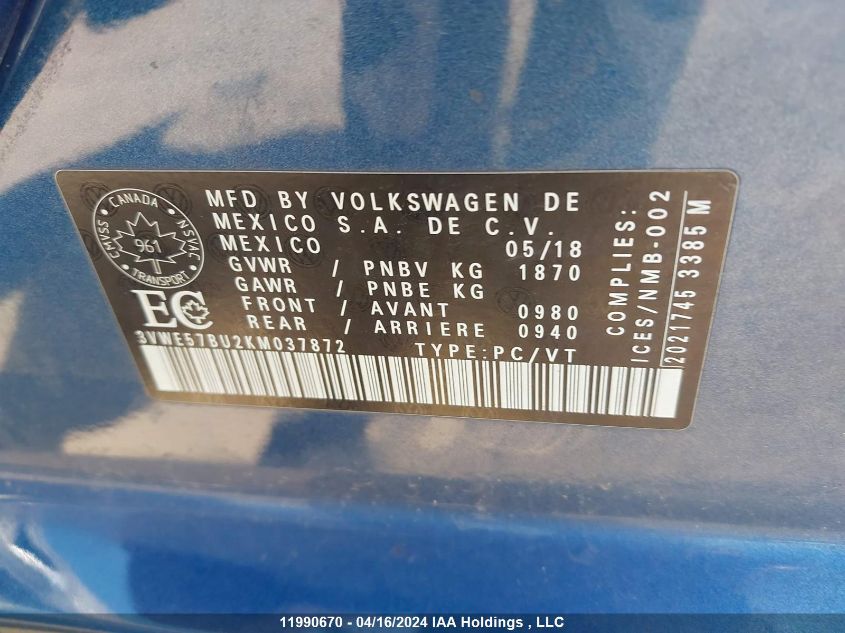 MFD BY VOLKSWAGEN DE
MEXICO S.A. DE C.V.
MEXICO 05/18
GVWR / PNBV KG 1870
GAWR / PNBE KG
FRONT / AVANT 0980
REAR / ARRIERE 0940
3VWE57BU2KM037872 TYPE:PC/VT
CANADA
CMVSS NSVAC
961
TRANSPORT
EC
COMPLIES:
ICES/NMB-002
2021745 3385 M
11990670 - 04/16/2024 IAA Holdings , LLC